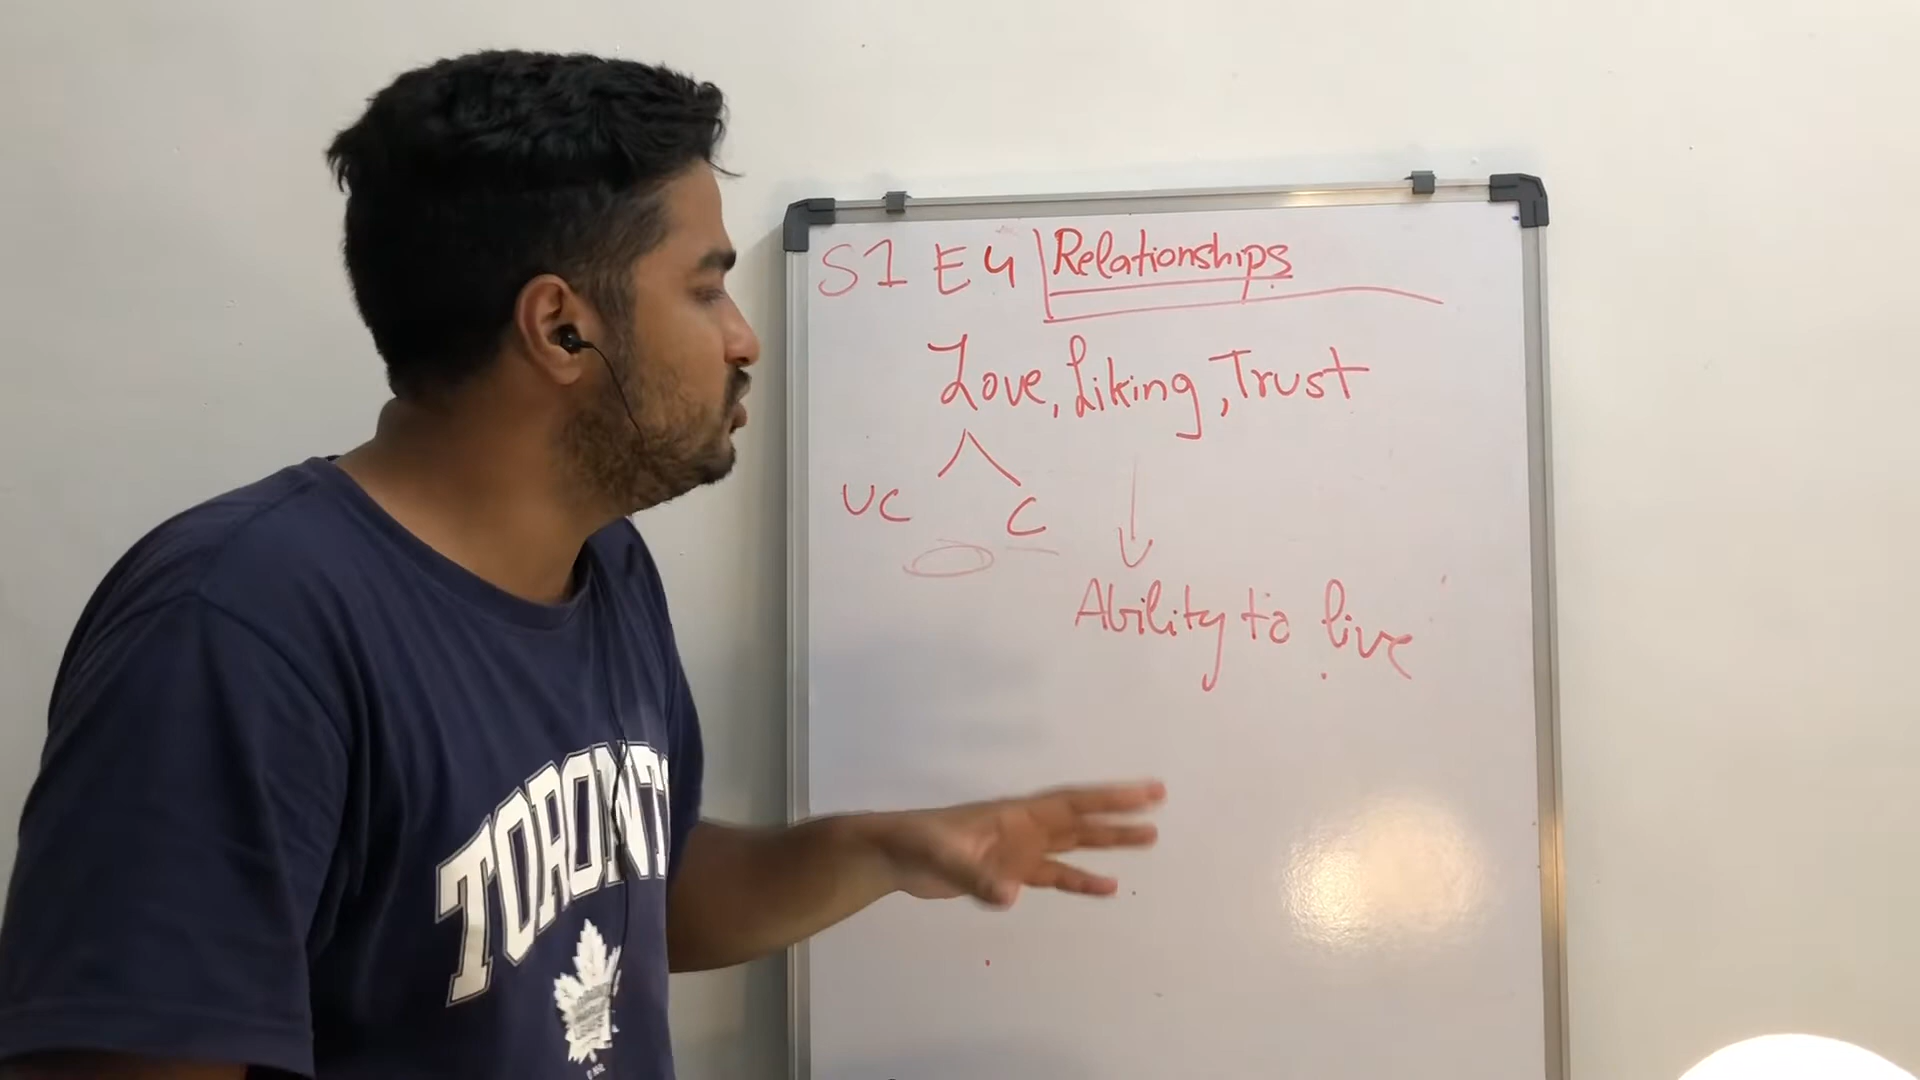 S1 E4 Relationships
Love, Liking, Trust
UC C
Ability to live
TORONTO